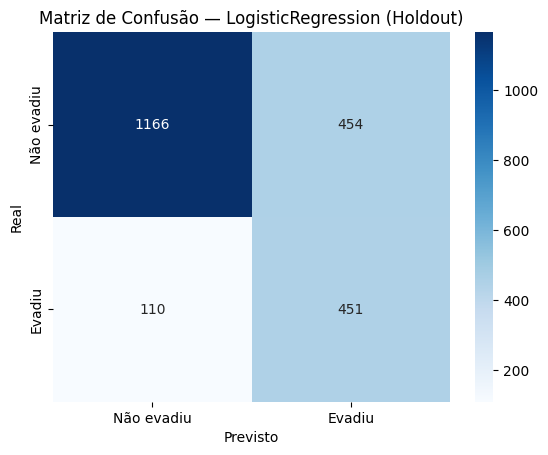 Matriz de Confusão — LogisticRegression (Holdout)
Real
Não evadiu
Evadiu
1166
454
110
451
Não evadiu
Evadiu
Previsto
1000
800
600
400
200